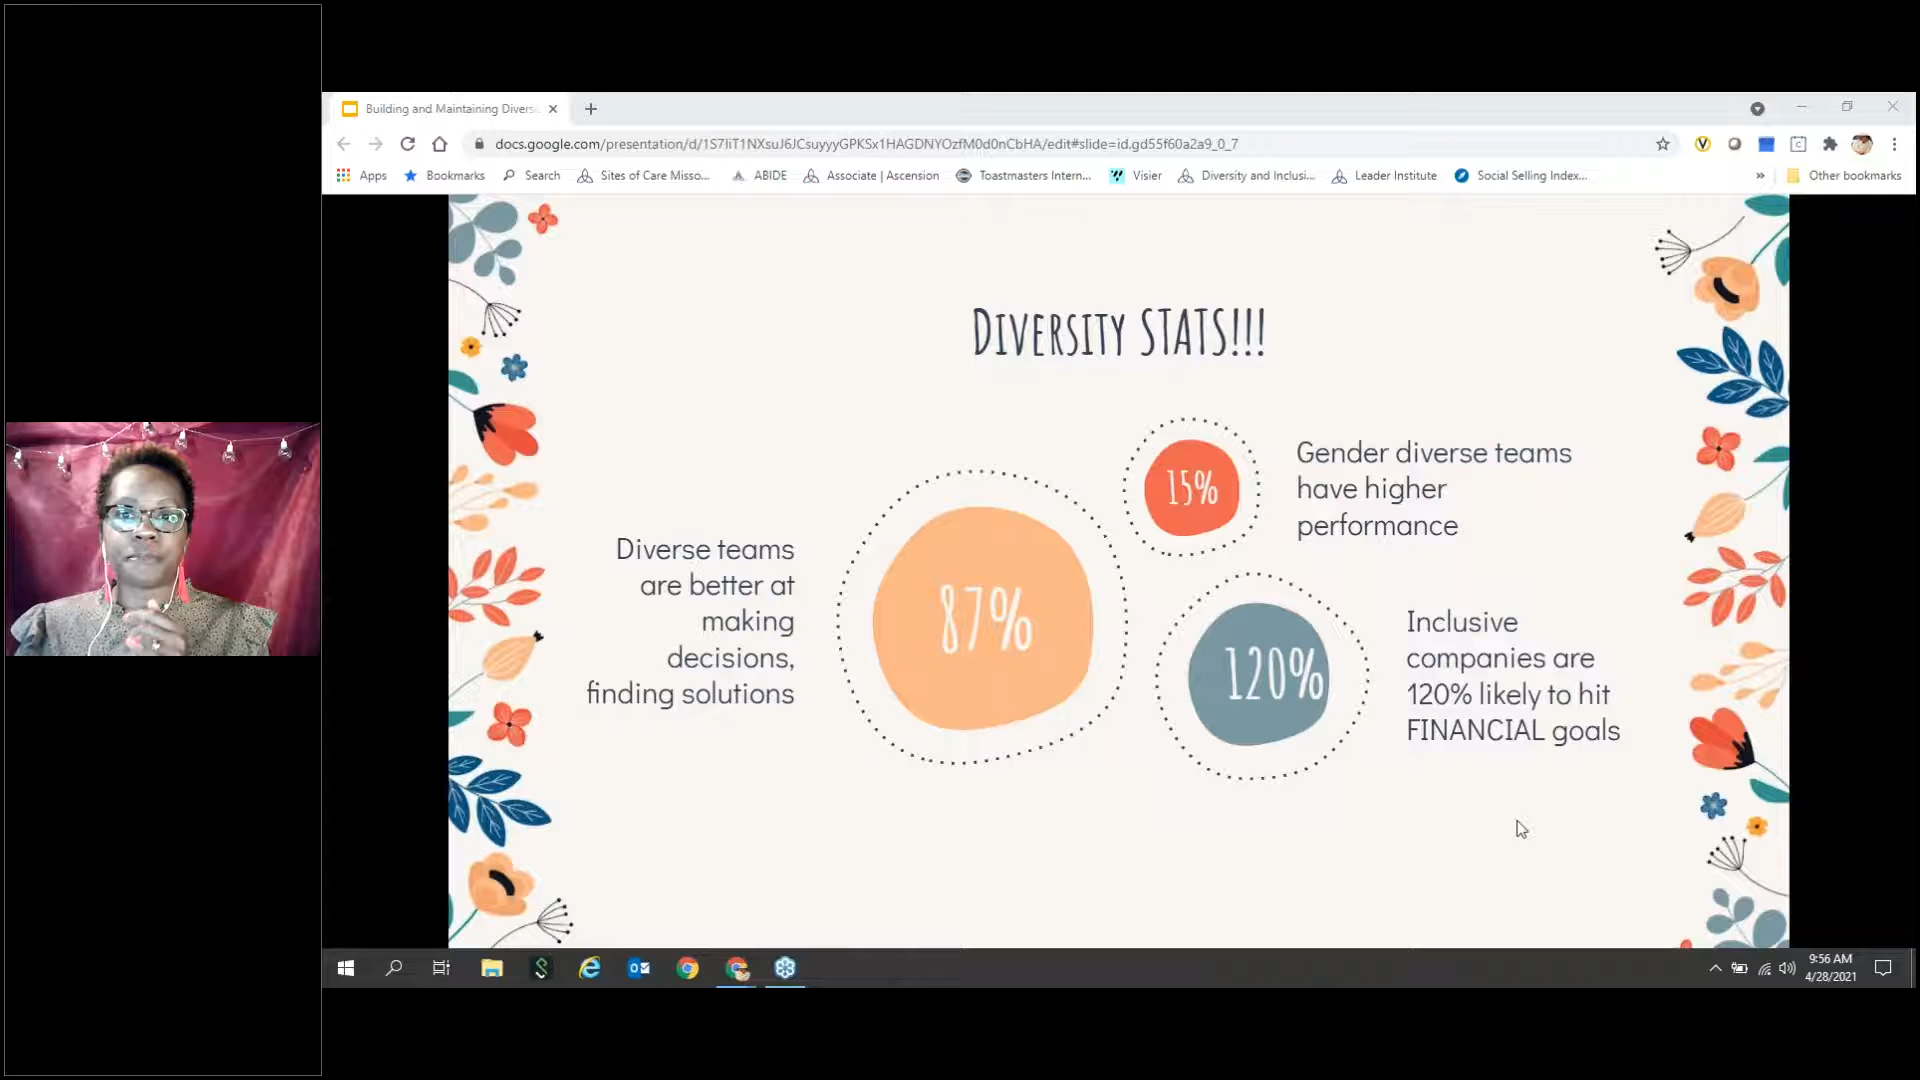 Building and Maintaining Divers
docs.google.com/presentation/d/1S7IiT1NXsuJ6JCsuyyyGPKSx1HAGDNYOzfM0d0nCbHA/edit#slide=id.gd55f60a2a9_0_7
Apps Bookmarks Search Sites of Care Misso... ABIDE Associate | Ascension Toastmasters Intern... Visier Diversity and Inclusi... Leader Institute Social Selling Index... » Other bookmarks
DIVERSITY STATS!!!
15%
Gender diverse teams
have higher
performance
Diverse teams
are better at
making
decisions,
finding solutions
87%
120%
Inclusive
companies are
120% likely to hit
FINANCIAL goals
9:56 AM
4/28/2021